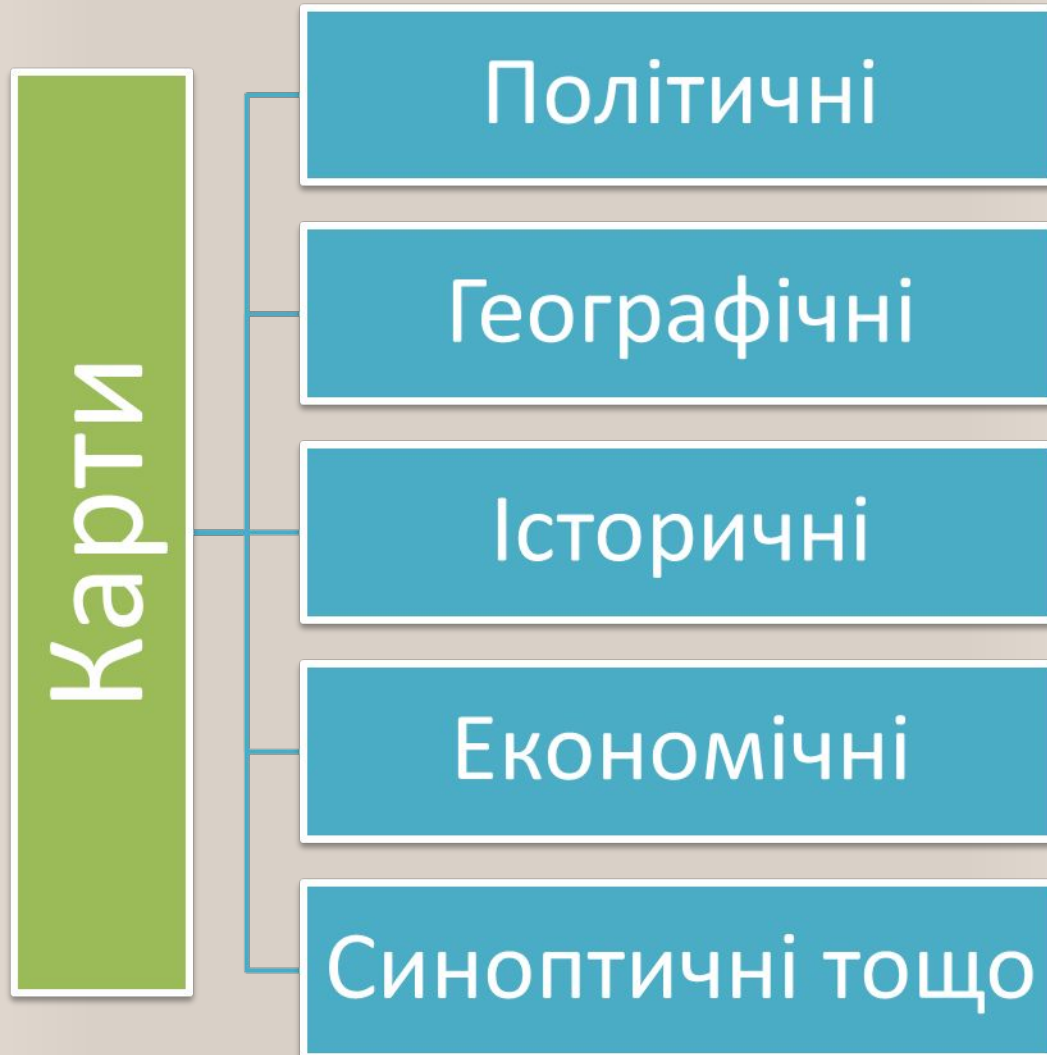 Карти
Політичні
Географічні
Історичні
Економічні
Синоптичні тощо